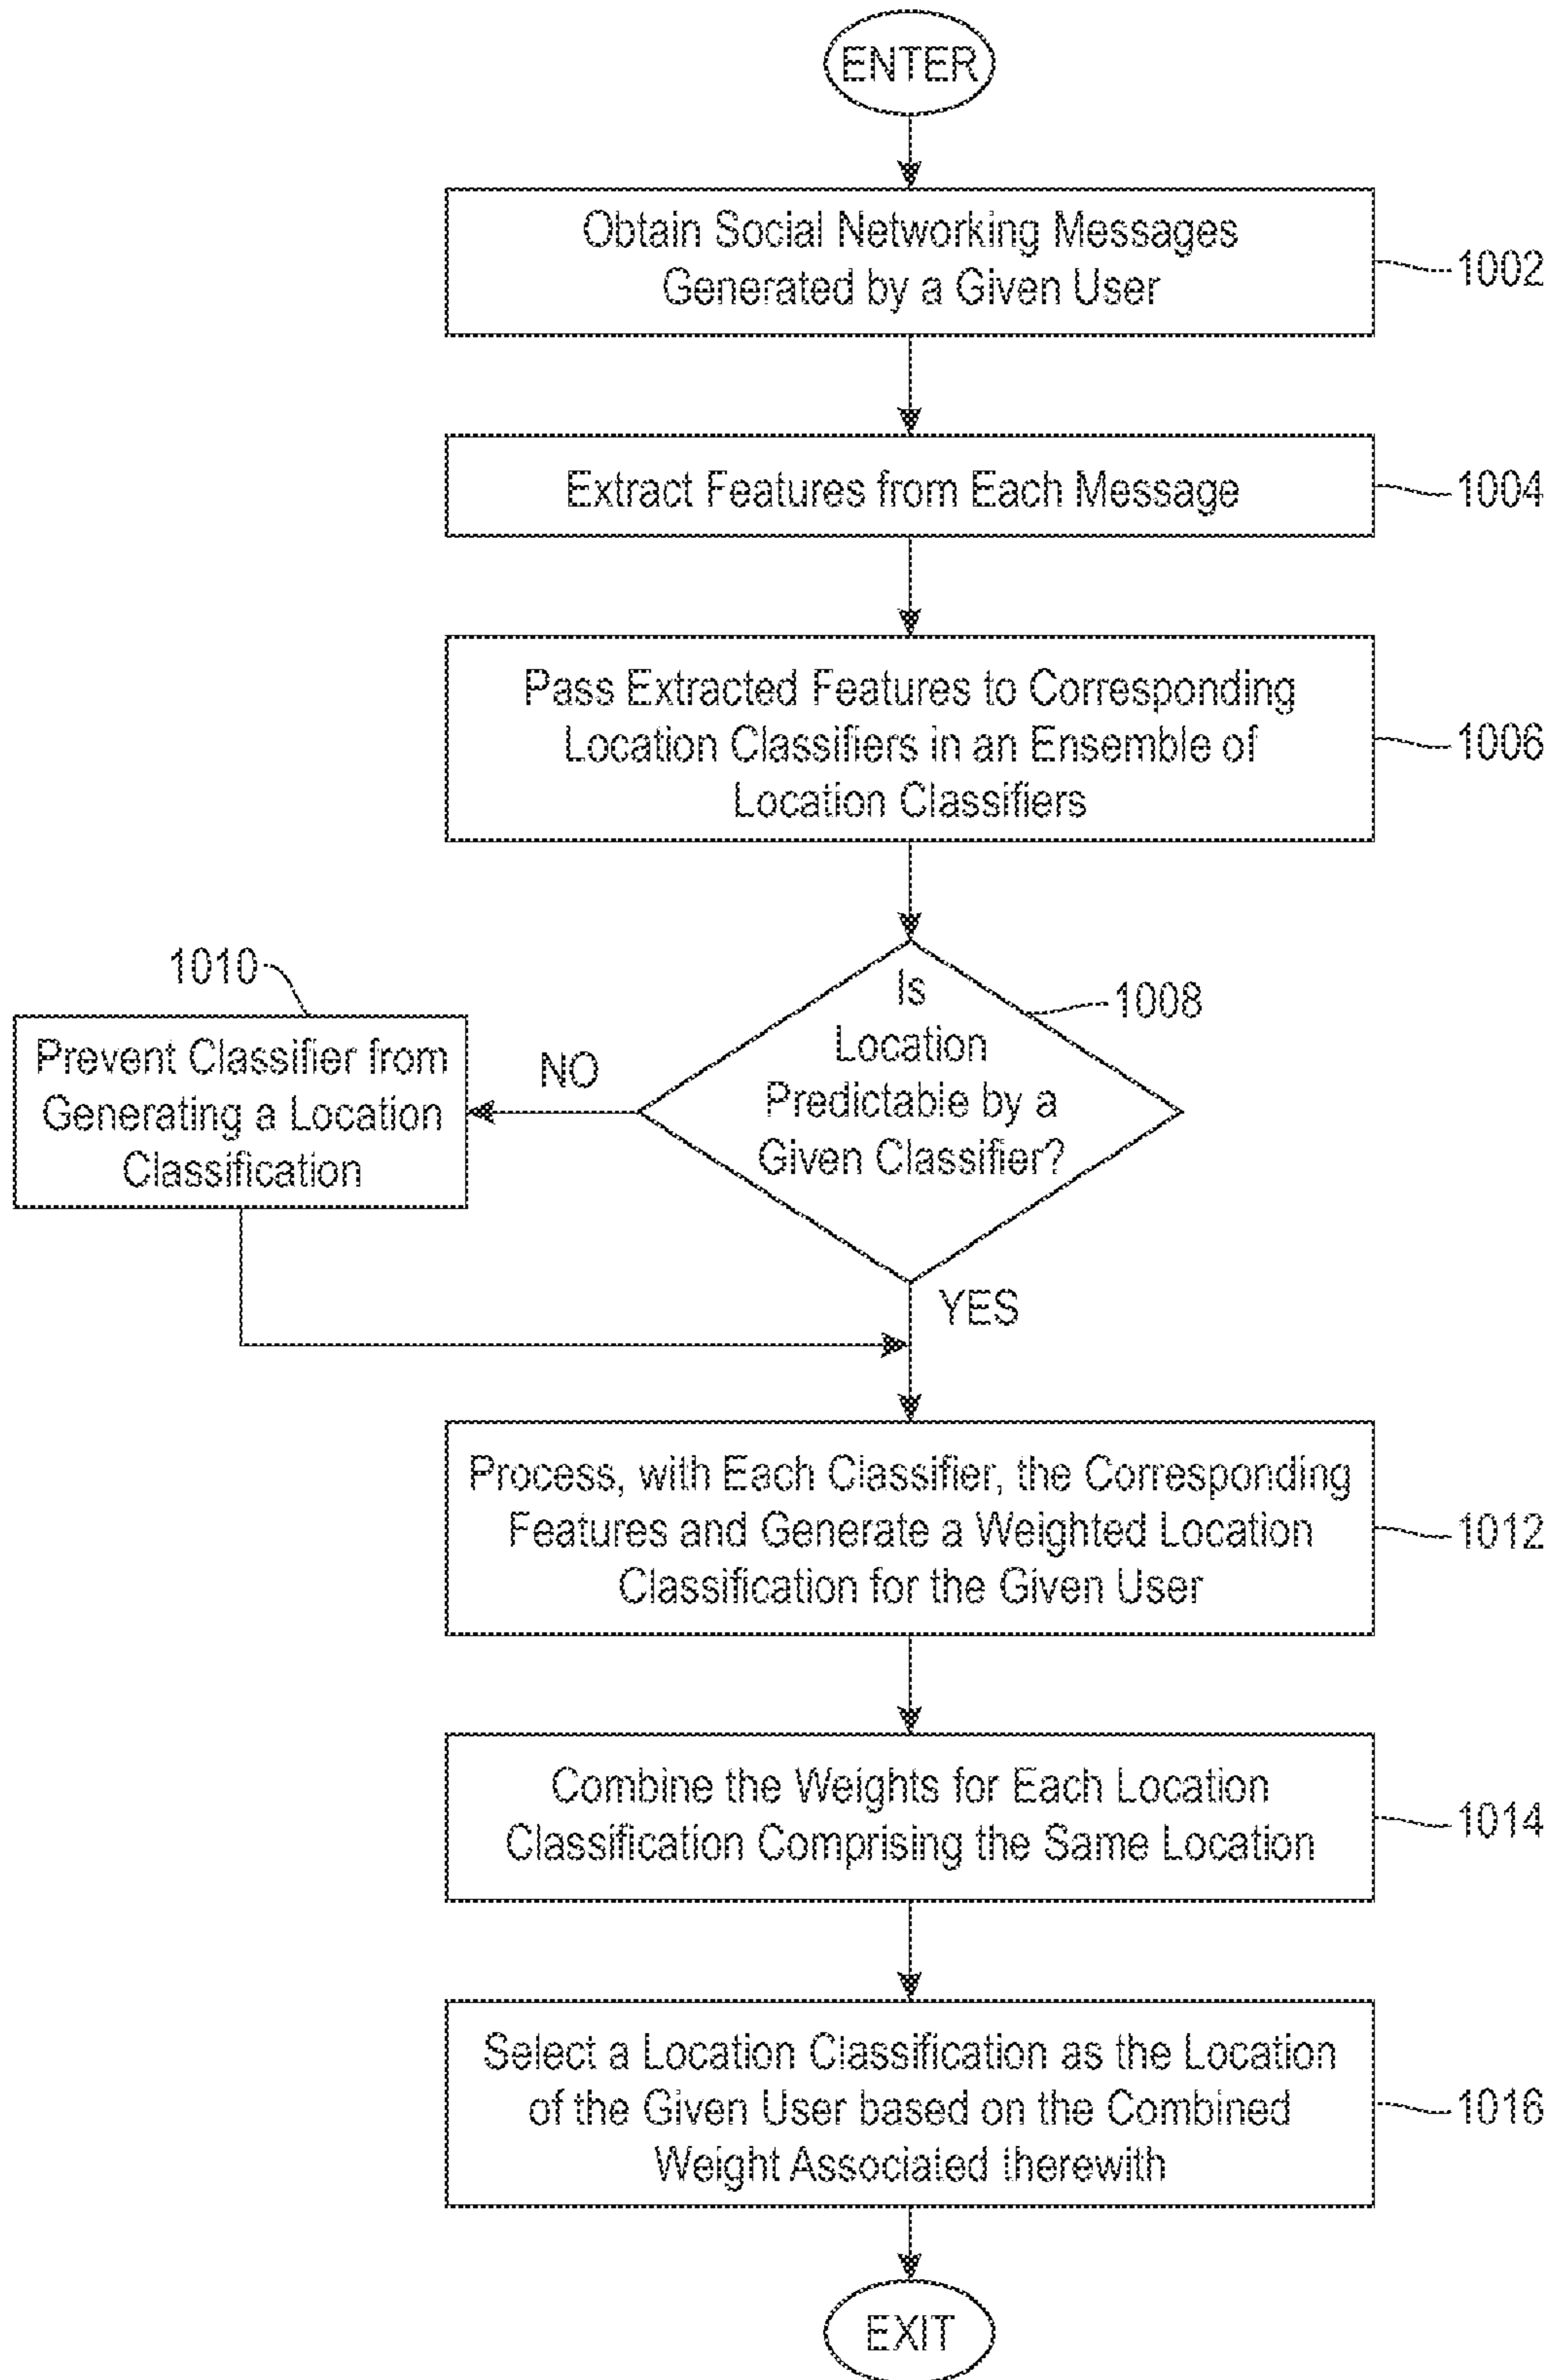 ENTER
Obtain Social Networking Messages
Generated by a Given User
1002
Extract Features from Each Message
1004
Pass Extracted Features to Corresponding
Location Classifiers in an Ensemble of
Location Classifiers
1006
Is
Location
Predictable by a
Given Classifier?
1008
NO
1010
Prevent Classifier from
Generating a Location
Classification
YES
Process, with Each Classifier, the Corresponding
Features and Generate a Weighted Location
Classification for the Given User
1012
Combine the Weights for Each Location
Classification Comprising the Same Location
1014
Select a Location Classification as the Location
of the Given User based on the Combined
Weight Associated therewith
1016
EXIT